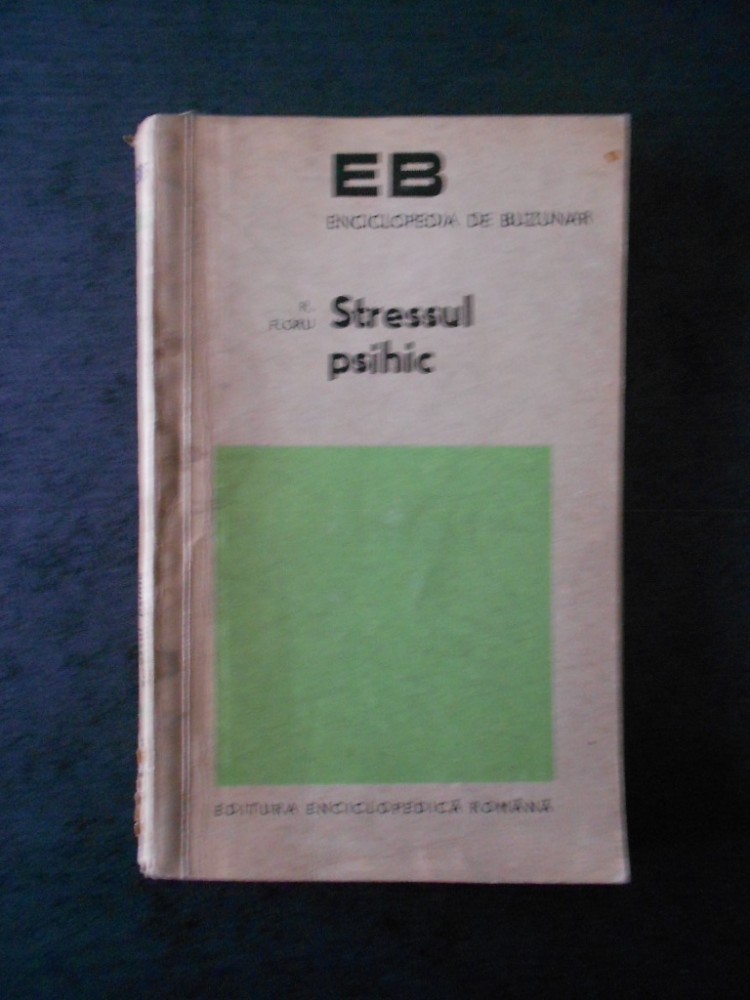 EB
ENCICLOPEDIA DE BUZUNAR
R.
FLORU
Stressul
psihic
EDITURA ENCICLOPEDICĂ ROMÂNĂ